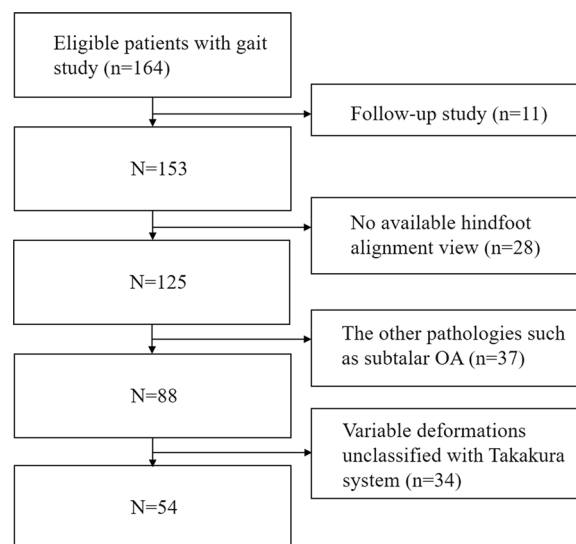 Eligible patients with gait
study (n=164)
Follow-up study (n=11)
N=153
No available hindfoot
alignment view (n=28)
N=125
The other pathologies such
as subtalar OA (n=37)
N=88
Variable deformations
unclassified with Takakura
system (n=34)
N=54